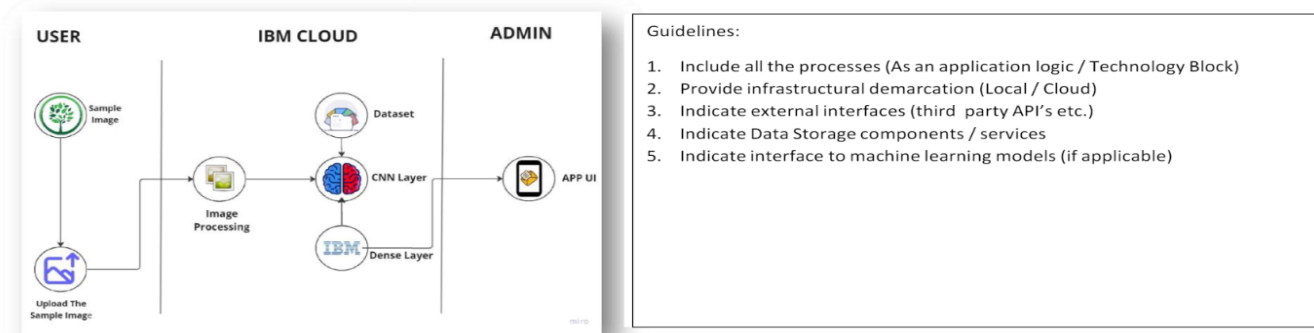 USER
IBM CLOUD
ADMIN
Sample
Image
Dataset
CNN Layer
APP UI
Image
Processing
IBM
Dense Layer
Upload The
Sample Image
miro
Guidelines:
1. Include all the processes (As an application logic / Technology Block)
2. Provide infrastructural demarcation (Local / Cloud)
3. Indicate external interfaces (third party API's etc.)
4. Indicate Data Storage components / services
5. Indicate interface to machine learning models (if applicable)